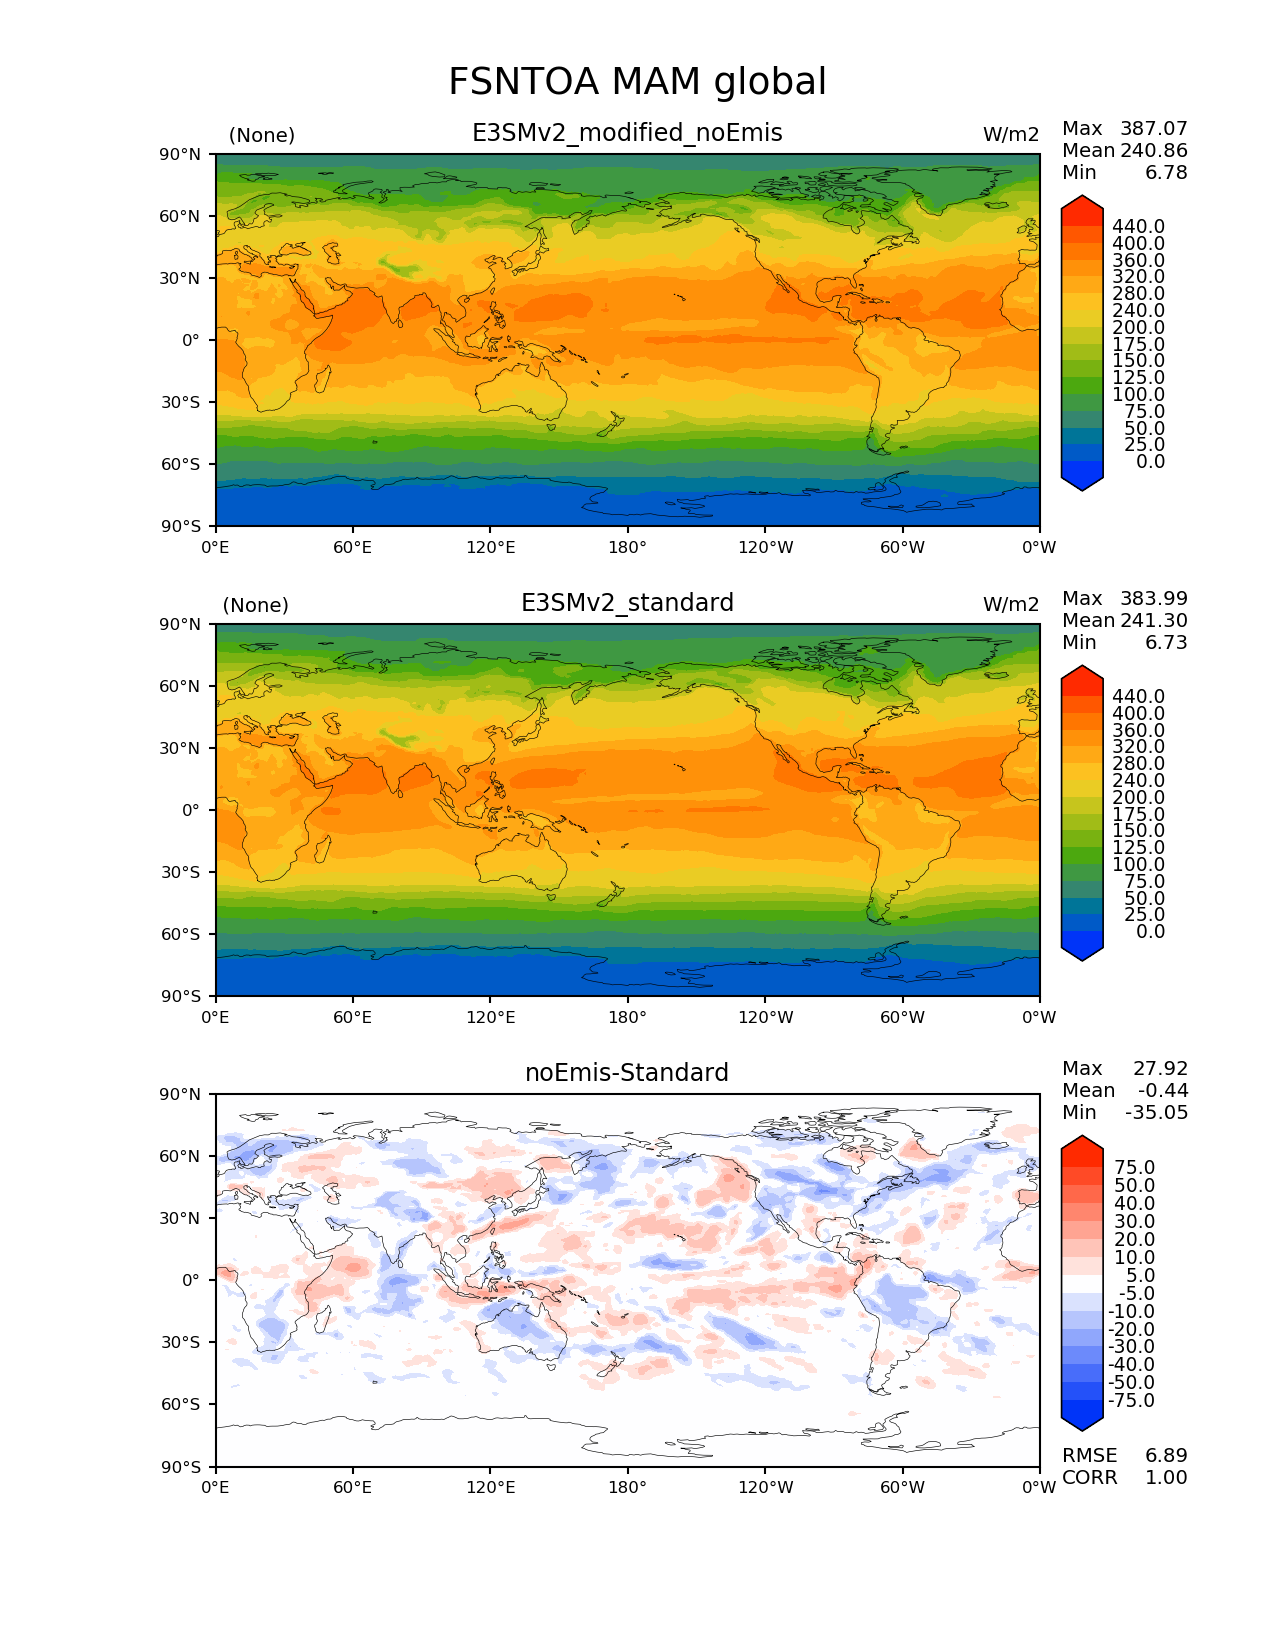 FSNTOA MAM global
(None) E3SMv2_modified_noEmis W/m2
Max 387.07
Mean 240.86
Min 6.78
90°N
60°N
30°N
0°
30°S
60°S
90°S
0°E 60°E 120°E 180° 120°W 60°W 0°W
440.0
400.0
360.0
320.0
280.0
240.0
200.0
175.0
150.0
125.0
100.0
75.0
50.0
25.0
0.0
(None) E3SMv2_standard W/m2
Max 383.99
Mean 241.30
Min 6.73
90°N
60°N
30°N
0°
30°S
60°S
90°S
0°E 60°E 120°E 180° 120°W 60°W 0°W
440.0
400.0
360.0
320.0
280.0
240.0
200.0
175.0
150.0
125.0
100.0
75.0
50.0
25.0
0.0
noEmis-Standard
Max 27.92
Mean -0.44
Min -35.05
90°N
60°N
30°N
0°
30°S
60°S
90°S
0°E 60°E 120°E 180° 120°W 60°W 0°W
75.0
50.0
40.0
30.0
20.0
10.0
5.0
-5.0
-10.0
-20.0
-30.0
-40.0
-50.0
-75.0
RMSE 6.89
CORR 1.00